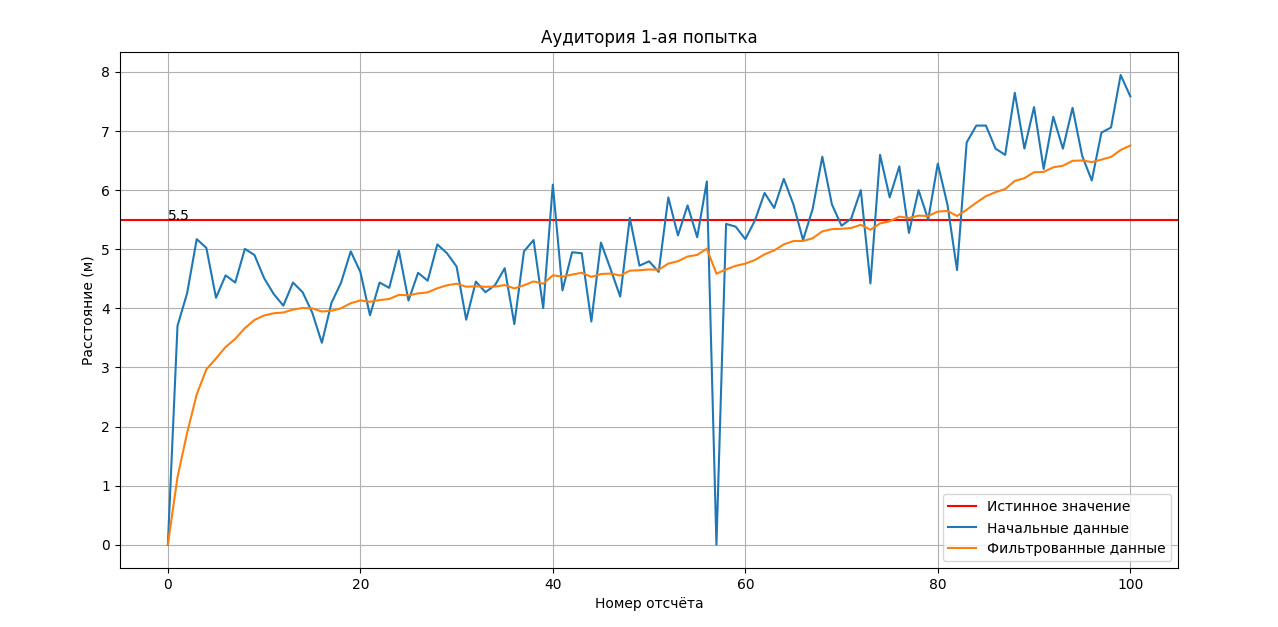 Аудитория 1-ая попытка
8
7
6
5.5
5
4
3
2
1
0
Расстояние (м)
0 20 40 60 80 100
Номер отсчёта
Истинное значение
Начальные данные
Фильтрованные данные